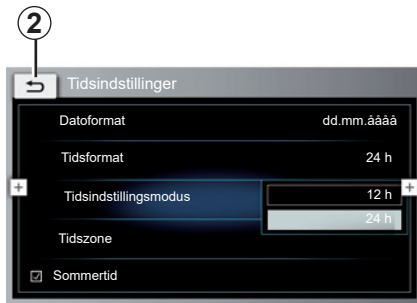 2
Tidsindstillinger
Datoformat dd.mm.åååå
Tidsformat 24 h
Tidsindstillingsmodus 12 h
24 h
Tidszone
Sommertid